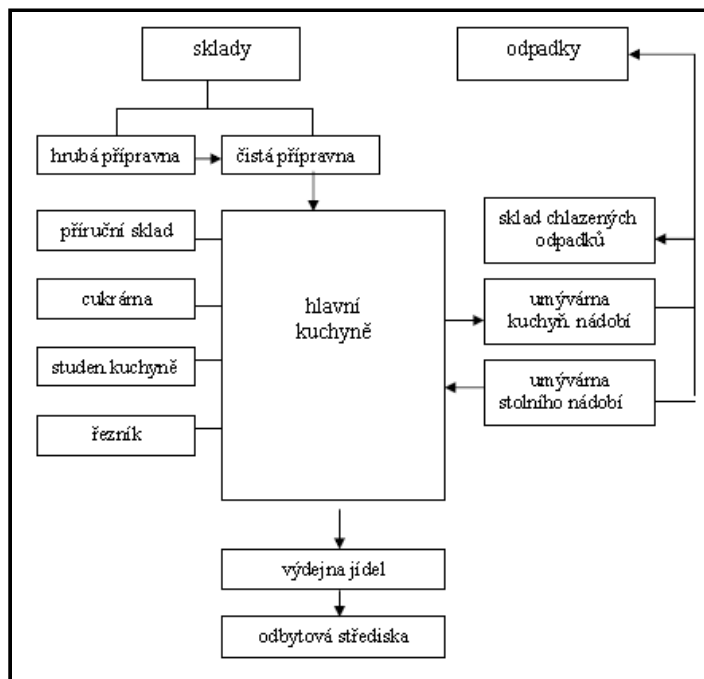 sklady
odpadky
hrubá přípravna
čistá přípravna
příruční sklad
sklad chlazených
odpadků
cukrárna
hlavní
kuchyně
umývárna
kuchyň. nádobí
studen. kuchyně
umývárna
stolního nádobí
řezník
výdejna jídel
odbytová střediska